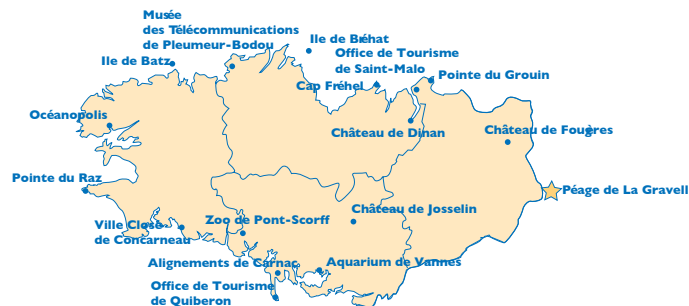 Musée
des Télécommunications
de Pleumeur-Bodou
Ile de Bréhat
Office de Tourisme
de Saint-Malo
Ile de Batz
Pointe du Grouin
Cap Fréhel
Océanopolis
Château de Dinan
Château de Fougères
Pointe du Raz
Péage de La Gravell
Château de Josselin
Zoo de Pont-Scorff
Ville Close
de Concarneau
Alignements de Carnac
Aquarium de Vannes
Office de Tourisme
de Quiberon